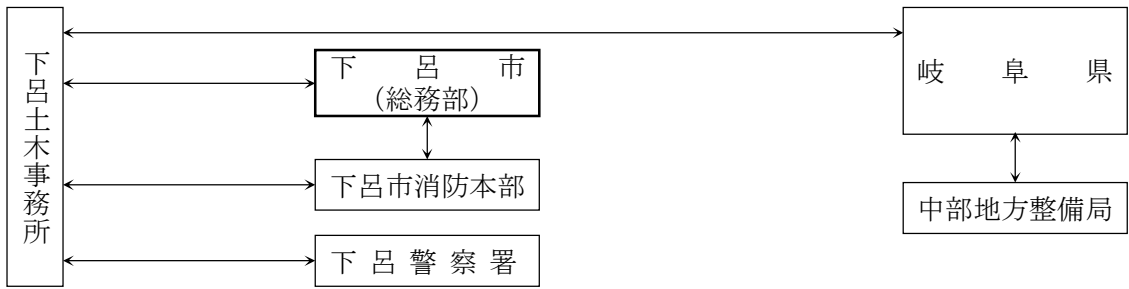 下呂土木事務所
下呂市
（総務部）
下呂市消防本部
下呂警察署
岐阜県
中部地方整備局